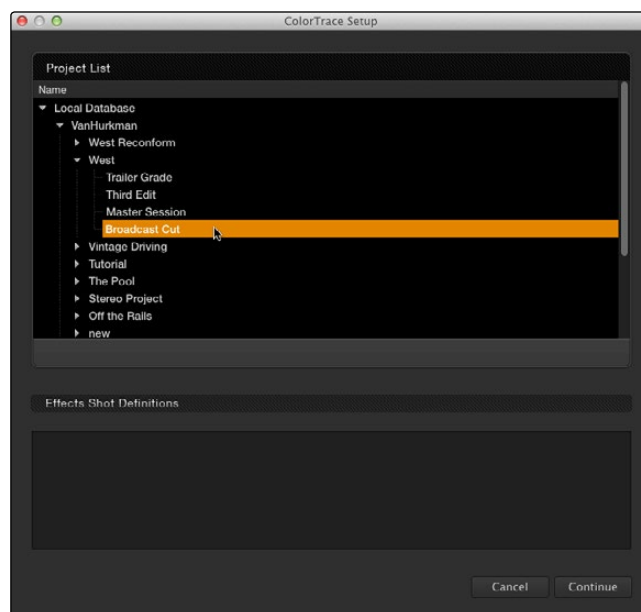 ColorTrace Setup
Project List
Name
Local Database
VanHurkman
West Reconform
West
Trailer Grade
Third Edit
Master Session
Broadcast Cut
Vintage Driving
Tutorial
The Pool
Stereo Project
Off the Rails
new
Effects Shot Definitions
Cancel
Continue